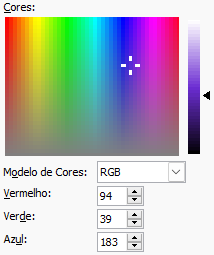 Cores:
Modelo de Cores: RGB
Vermelho: 94
Verde: 39
Azul: 183